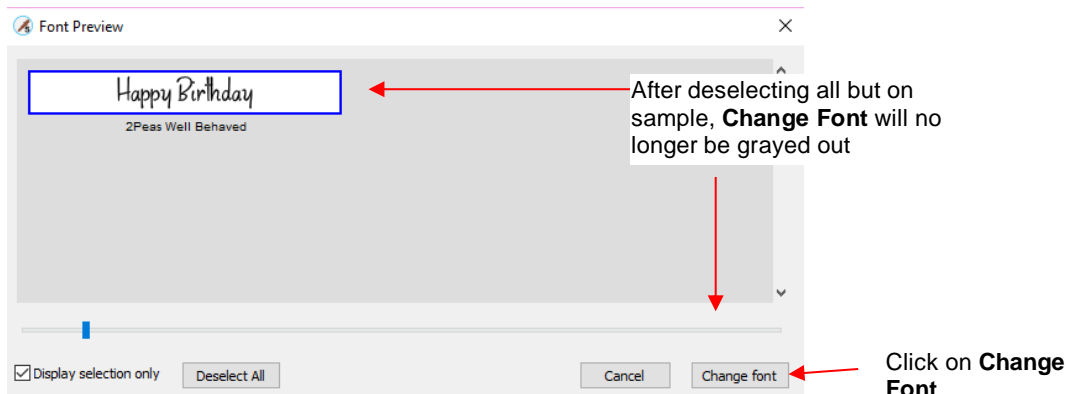 Font Preview
Happy Birthday
2Peas Well Behaved
After deselecting all but on
sample, Change Font will no
longer be grayed out
Display selection only
Deselect All
Cancel
Change font
Click on Change
Font